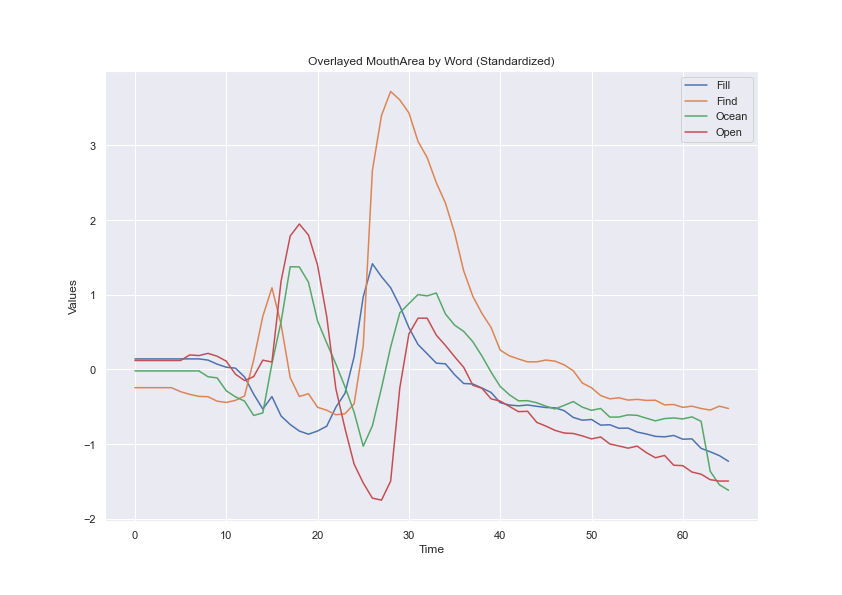 Overlayed MouthArea by Word (Standardized)
Fill
Find
Ocean
Open
Values
3
2
1
0
−1
−2
0 10 20 30 40 50 60
Time